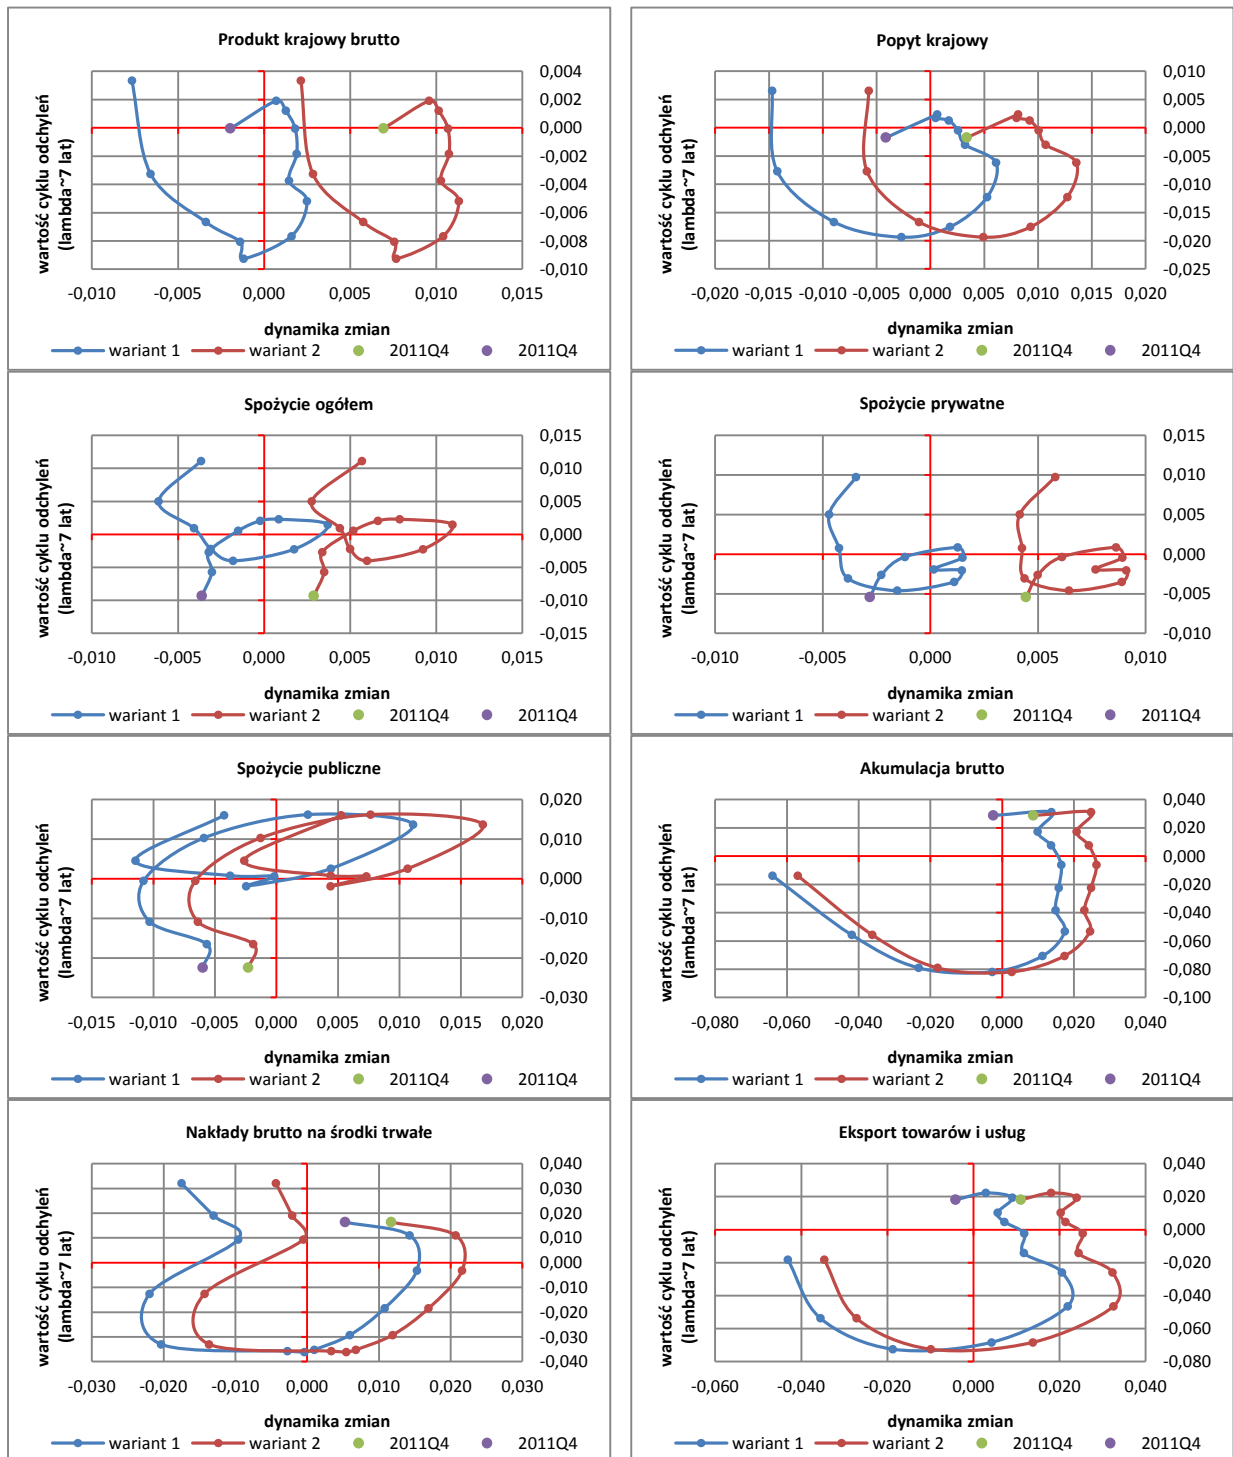 Produkt krajowy brutto
wartość cyklu odchyleń
(lambda~7 lat)
0,004
0,002
0,000
-0,002
-0,004
-0,006
-0,008
-0,010
-0,010 -0,005 0,000 0,005 0,010 0,015
dynamika zmian
wariant 1 wariant 2 2011Q4 2011Q4
Popyt krajowy
wartość cyklu odchyleń
(lambda~7 lat)
0,010
0,005
0,000
-0,005
-0,010
-0,015
-0,020
-0,025
-0,020 -0,015 -0,010 -0,005 0,000 0,005 0,010 0,015 0,020
dynamika zmian
wariant 1 wariant 2 2011Q4 2011Q4
Spożycie ogółem
wartość cyklu odchyleń
(lambda~7 lat)
0,015
0,010
0,005
0,000
-0,005
-0,010
-0,015
-0,010 -0,005 0,000 0,005 0,010 0,015
dynamika zmian
wariant 1 wariant 2 2011Q4 2011Q4
Spożycie prywatne
wartość cyklu odchyleń
(lambda~7 lat)
0,015
0,010
0,005
0,000
-0,005
-0,010
-0,010 -0,005 0,000 0,005 0,010
dynamika zmian
wariant 1 wariant 2 2011Q4 2011Q4
Spożycie publiczne
wartość cyklu odchyleń
(lambda~7 lat)
0,020
0,010
0,000
-0,010
-0,020
-0,030
-0,015 -0,010 -0,005 0,000 0,005 0,010 0,015 0,020
dynamika zmian
wariant 1 wariant 2 2011Q4 2011Q4
Akumulacja brutto
wartość cyklu odchyleń
(lambda~7 lat)
0,040
0,020
0,000
-0,020
-0,040
-0,060
-0,080
-0,100
-0,080 -0,060 -0,040 -0,020 0,000 0,020 0,040
dynamika zmian
wariant 1 wariant 2 2011Q4 2011Q4
Nakłady brutto na środki trwałe
wartość cyklu odchyleń
(lambda~7 lat)
0,040
0,030
0,020
0,010
0,000
-0,010
-0,020
-0,030
-0,040
-0,030 -0,020 -0,010 0,000 0,010 0,020 0,030
dynamika zmian
wariant 1 wariant 2 2011Q4 2011Q4
Eksport towarów i usług
wartość cyklu odchyleń
(lambda~7 lat)
0,040
0,020
0,000
-0,020
-0,040
-0,060
-0,080
-0,060 -0,040 -0,020 0,000 0,020 0,040
dynamika zmian
wariant 1 wariant 2 2011Q4 2011Q4